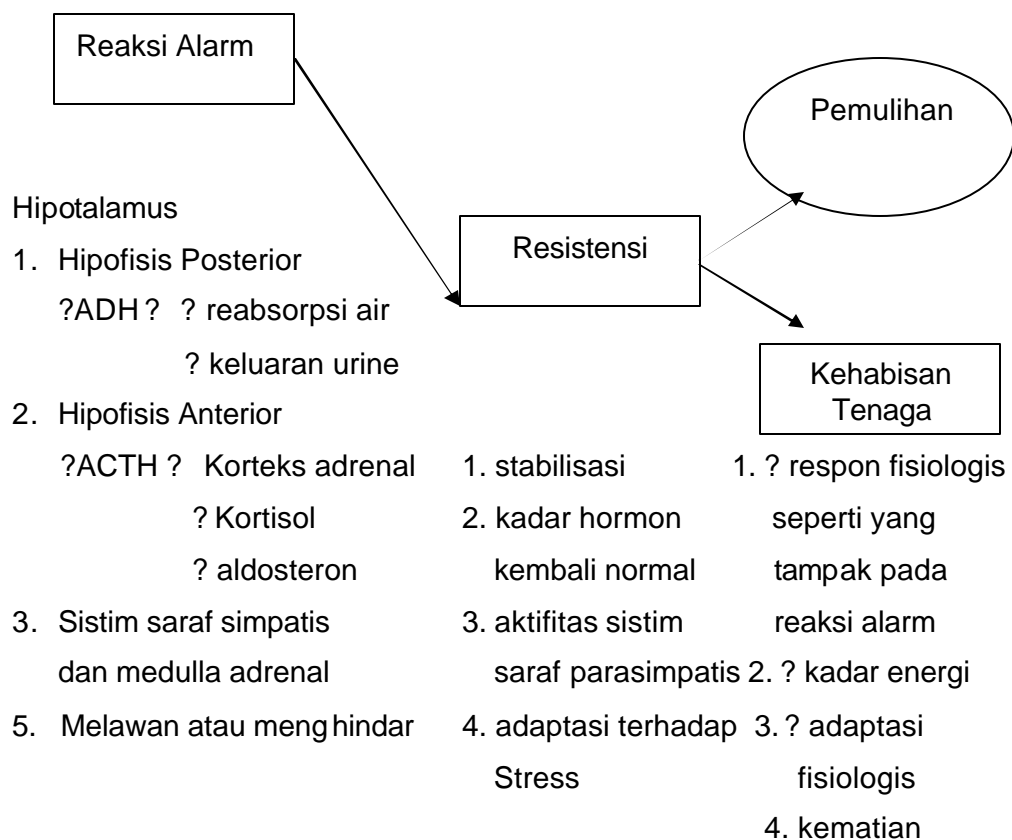 Reaksi Alarm
Pemulihan
Hipotalamus
Resistensi
1. Hipofisis Posterior
?ADH ? ? reabsorpsi air
? keluaran urine
Kehabisan
Tenaga
2. Hipofisis Anterior
?ACTH ? Korteks adrenal
? Kortisol
? aldosteron
3. Sistim saraf simpatis
dan medulla adrenal
5. Melawan atau meng hindar
1. stabilisasi
2. kadar hormon
kembali normal
3. aktifitas sistim
saraf parasimpatis
4. adaptasi terhadap
Stress
1. ? respon fisiologis
seperti yang
tampak pada
reaksi alarm
2. ? kadar energi
3. ? adaptasi
fisiologis
4. kematian